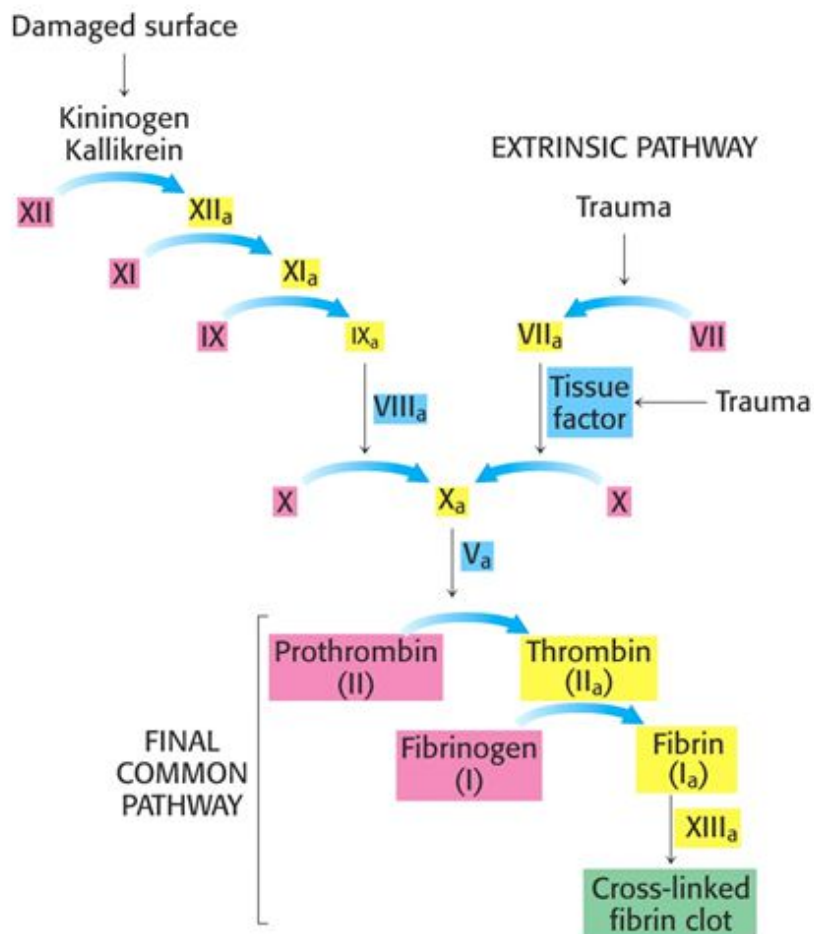 Damaged surface
Kininogen
Kallikrein
EXTRINSIC PATHWAY
Trauma
XII
XIIa
XI
XIa
IX
IXa
VIIa
VII
VIIIa
Tissue
factor
Trauma
X
Xa
X
Va
Prothrombin
(II)
Thrombin
(IIa)
Fibrinogen
(I)
Fibrin
(Ia)
FINAL
COMMON
PATHWAY
XIIIa
Cross-linked
fibrin clot